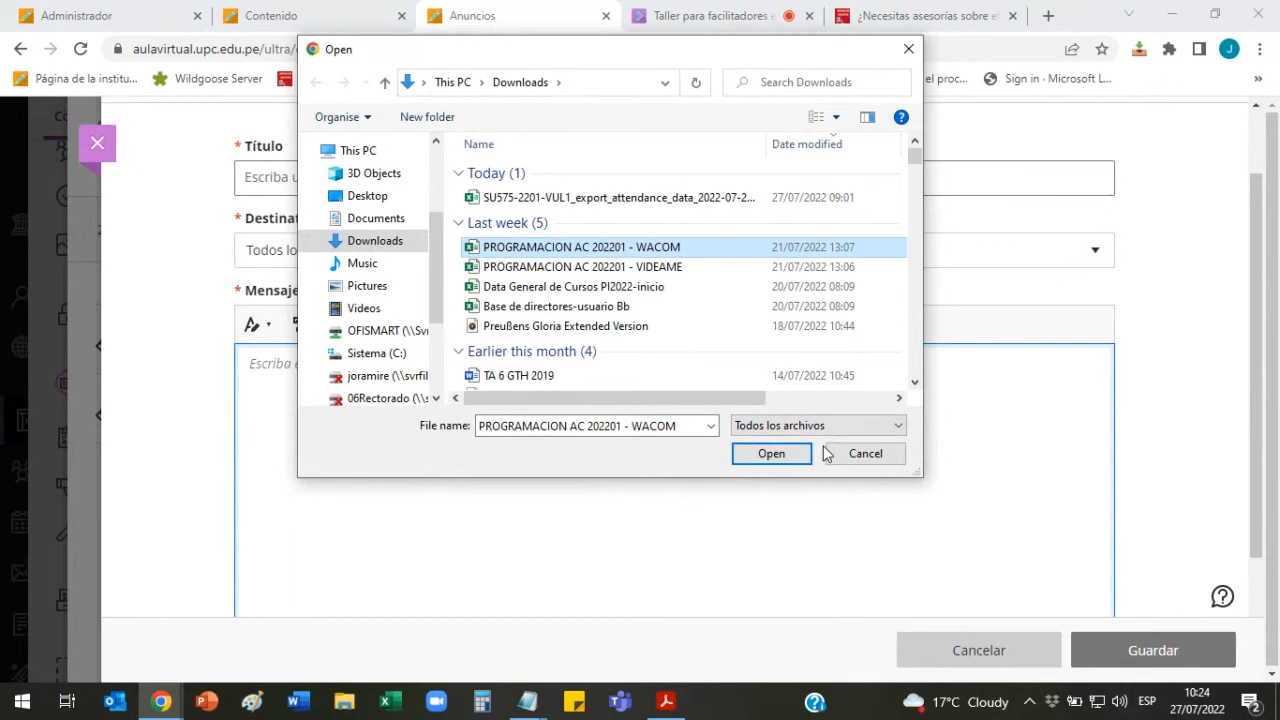 Administrador
Contenido
Anuncios
Taller para facilitadores e
¿Necesitas asesorías sobre el
aulavirtual.upc.edu.pe/ultra/
J
Página de la institu...
Wildgoose Server
el proc...
Sign in - Microsoft L...
Open
This PC
Downloads
Search Downloads
Organise
New folder
This PC
3D Objects
Desktop
Documents
Downloads
Music
Pictures
Videos
OFISMART (\\Svr
Sistema (C:)
joramire (\\svrfil
06Rectorado (\\s
Name
Date modified
Today (1)
SU575-2201-VUL1_export_attendance_data_2022-07-2...
27/07/2022 09:01
Last week (5)
PROGRAMACION AC 202201 - WACOM
21/07/2022 13:07
PROGRAMACION AC 202201 - VIDEAME
21/07/2022 13:06
Data General de Cursos PI2022-inicio
20/07/2022 08:09
Base de directores-usuario Bb
20/07/2022 08:09
Preußens Gloria Extended Version
18/07/2022 10:44
Earlier this month (4)
TA 6 GTH 2019
14/07/2022 10:45
File name:
PROGRAMACION AC 202201 - WACOM
Todos los archivos
Open
Cancel
* Título
Escriba u
* Destinat
Todos lo
* Mensaje
Escriba e
Cancelar
Guardar
17°C Cloudy
ESP
10:24
27/07/2022
2